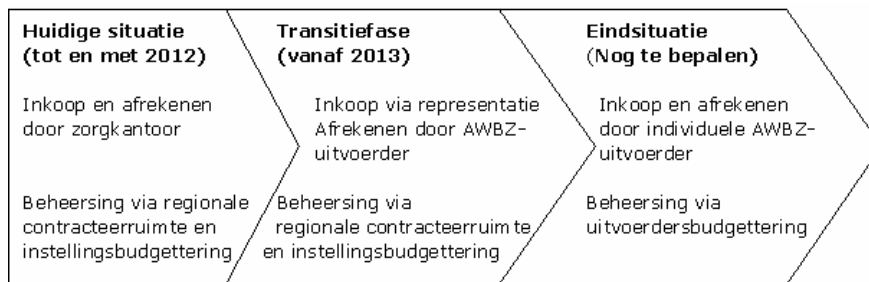 Huidige situatie
(tot en met 2012)
Inkoop en afrekenen
door zorgkantoor
Beheersing via regionale
contracteerruimte en
instellingsbudgettering
Transitiefase
(vanaf 2013)
Inkoop via representatie
Afrekenen door AWBZ-
uitvoerder
Beheersing via
regionale contracteerruimte
en instellingsbudgettering
Eindsituatie
(Nog te bepalen)
Inkoop en afrekenen
door individuele AWBZ-
uitvoerder
Beheersing via
uitvoerdersbudgettering